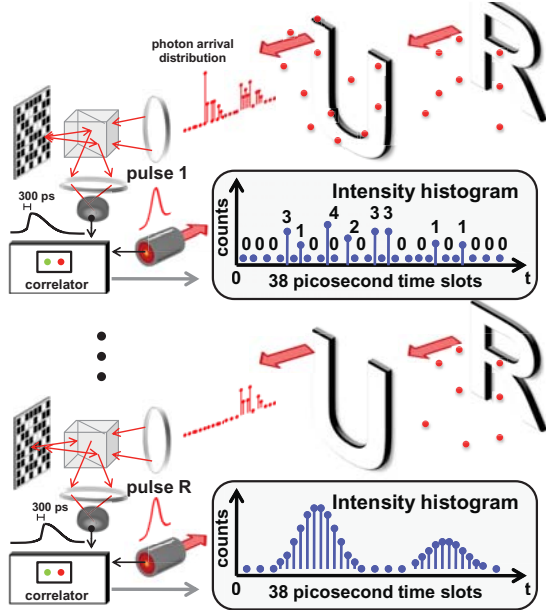 photon arrival
distribution
U
R
300 ps
pulse 1
correlator
Intensity histogram
counts
0 0 0 3 1 0 4 0 2 0 3 3 0 0 1 0 1 0 0 0
0 38 picosecond time slots t
U
R
300 ps
pulse R
correlator
Intensity histogram
counts
0 38 picosecond time slots t